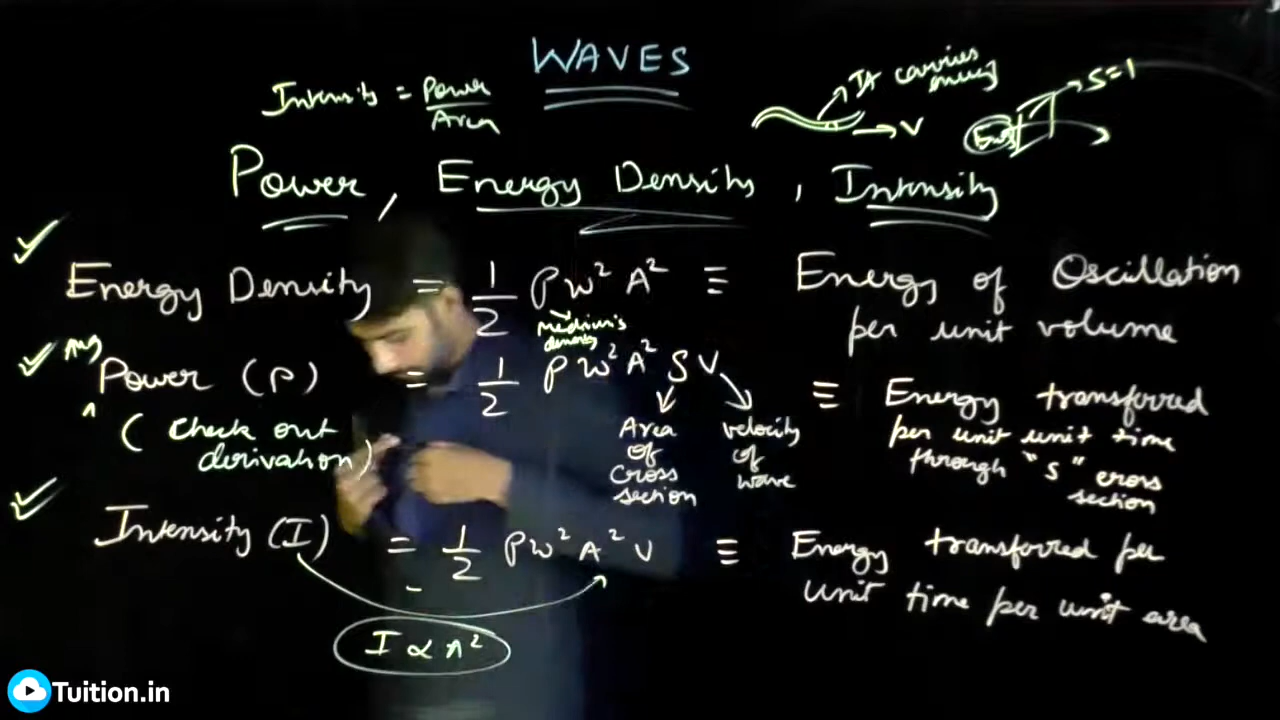 WAVES
Intensity = Power
Area
It carries
energy
V
S=1
Power, Energy Density, Intensity
Energy Density = 1/2 ρω²A² ≡ Energy of Oscillation
per unit volume
medium's
density
Avg
Power (P) = 1/2 ρω²A² S V ≡ Energy transferred
per unit unit time
through "S" cross
section
(Check out
derivation)
Area
of
cross
section
velocity
of
wave
Intensity (I) = 1/2 ρω²A² V ≡ Energy transferred per
unit time per unit area
I ∝ A²
Tuition.in